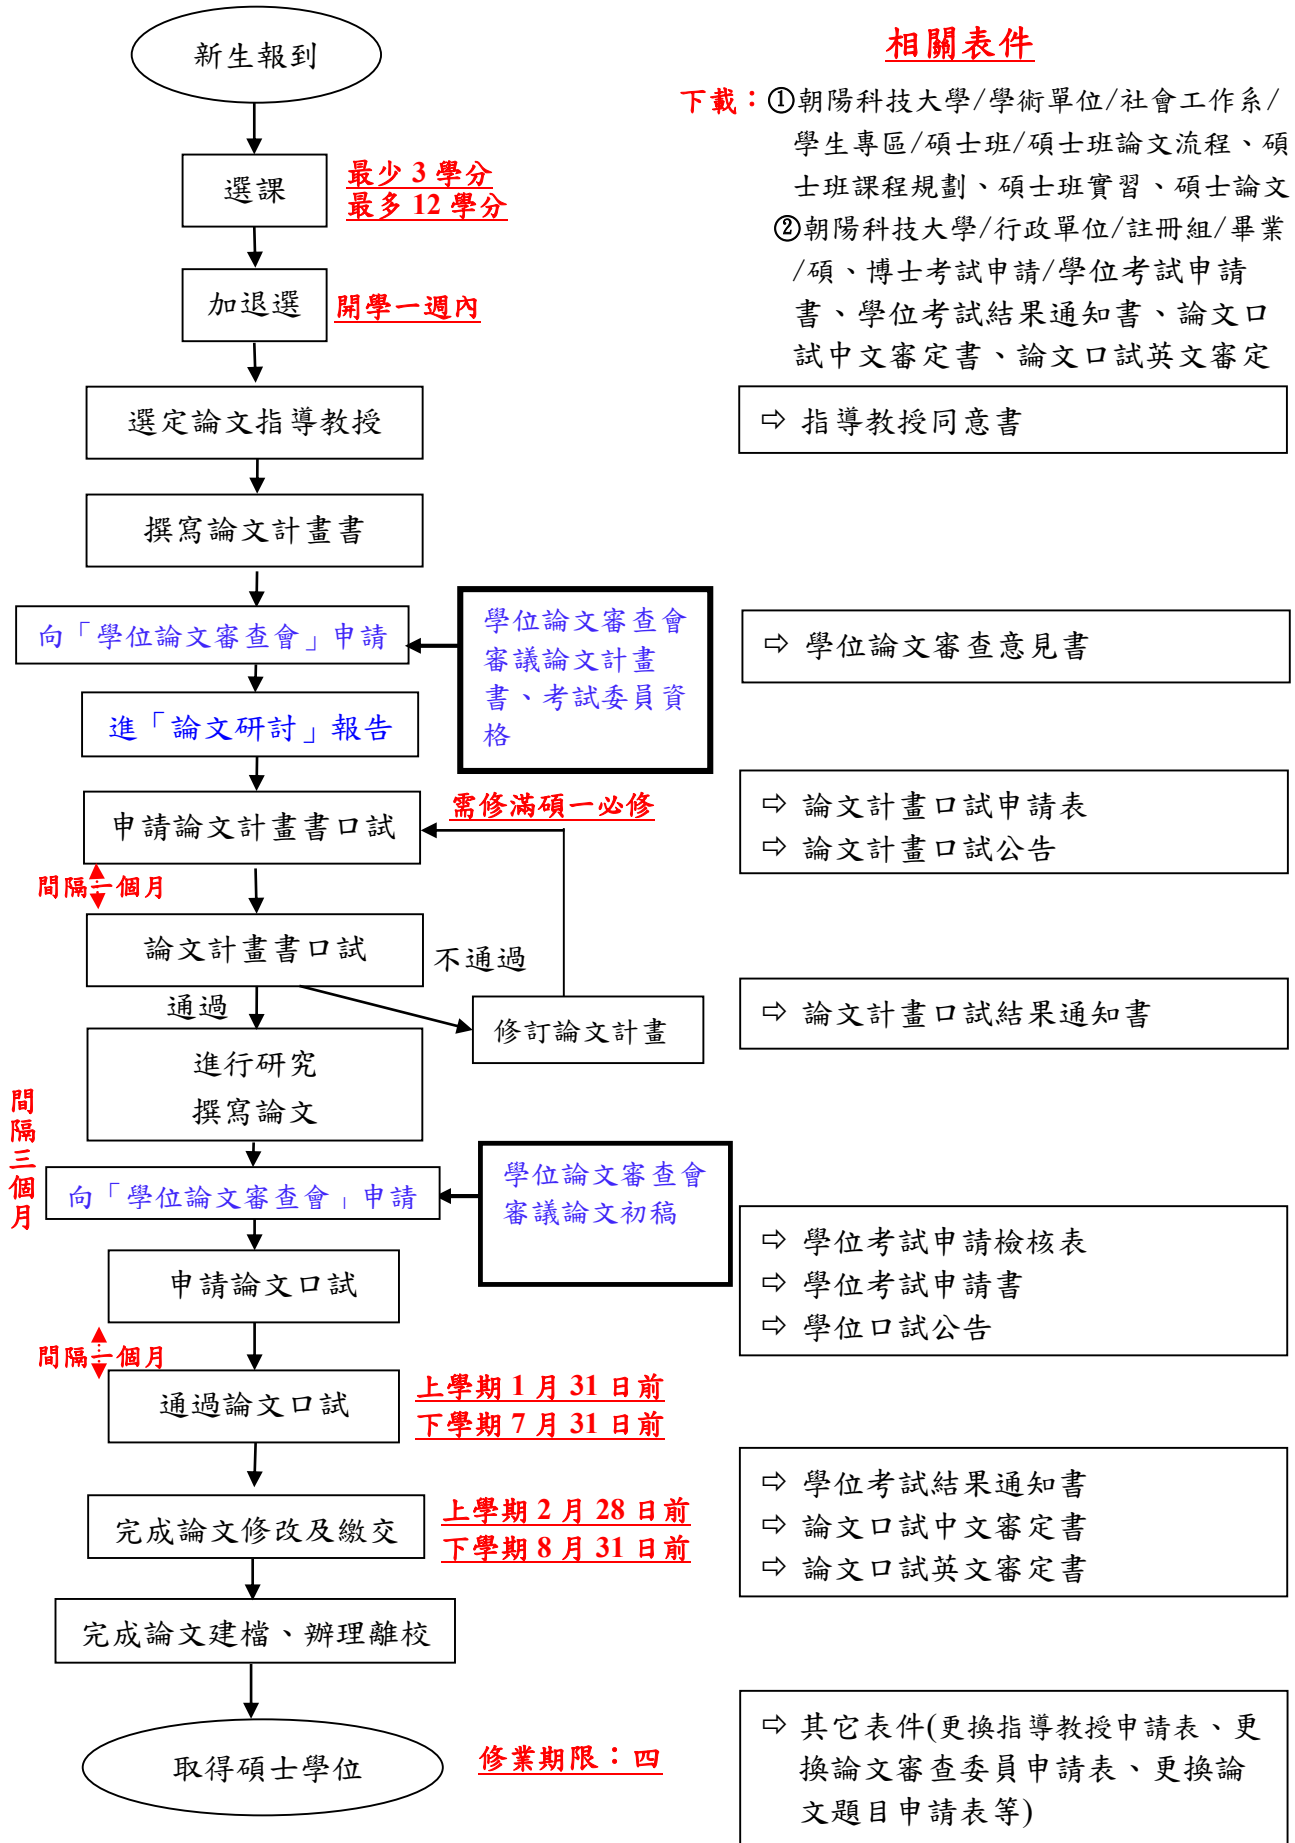 新生報到
相關表件
下載：①朝陽科技大學/學術單位/社會工作系/
學生專區/碩士班/碩士班論文流程、碩
士班課程規劃、碩士班實習、碩士論文
②朝陽科技大學/行政單位/註冊組/畢業
/碩、博士考試申請/學位考試申請
書、學位考試結果通知書、論文口
試中文審定書、論文口試英文審定
選課
最少 3 學分
最多 12 學分
加退選
開學一週內
選定論文指導教授
⇨ 指導教授同意書
撰寫論文計畫書
向「學位論文審查會」申請
學位論文審查會
審議論文計畫
書、考試委員資
格
⇨ 學位論文審查意見書
進「論文研討」報告
申請論文計畫書口試
需修滿碩一必修
⇨ 論文計畫口試申請表
⇨ 論文計畫口試公告
間隔一個月
論文計畫書口試
不通過
通過
修訂論文計畫
⇨ 論文計畫口試結果通知書
進行研究
撰寫論文
間隔三個月
向「學位論文審查會」申請
學位論文審查會
審議論文初稿
申請論文口試
⇨ 學位考試申請檢核表
⇨ 學位考試申請書
⇨ 學位口試公告
間隔一個月
通過論文口試
上學期 1 月 31 日前
下學期 7 月 31 日前
完成論文修改及繳交
上學期 2 月 28 日前
下學期 8 月 31 日前
⇨ 學位考試結果通知書
⇨ 論文口試中文審定書
⇨ 論文口試英文審定書
完成論文建檔、辦理離校
取得碩士學位
修業期限：四
⇨ 其它表件(更換指導教授申請表、更
換論文審查委員申請表、更換論
文題目申請表等)